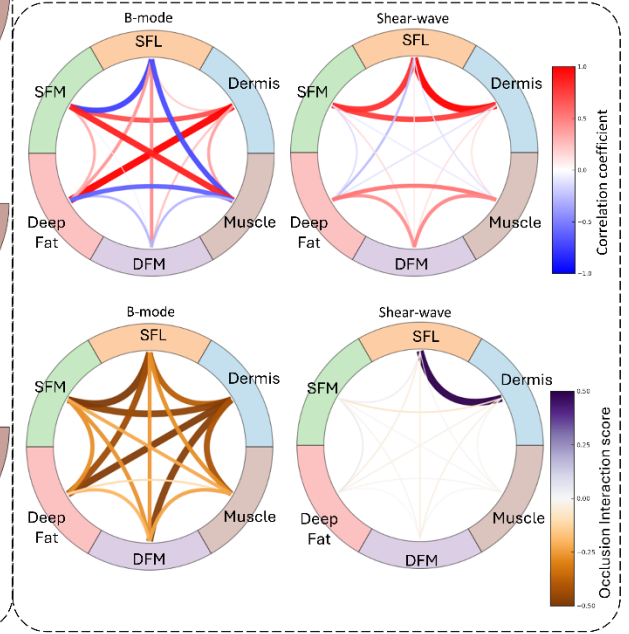 B-mode
SFL
SFM
Dermis
Deep
Fat
Muscle
DFM
Shear-wave
SFL
SFM
Dermis
Deep
Fat
Muscle
DFM
1.0
0.5
0.0
−0.5
−1.0
Correlation coefficient
B-mode
SFL
SFM
Dermis
Deep
Fat
Muscle
DFM
Shear-wave
SFL
SFM
Dermis
Deep
Fat
Muscle
DFM
0.50
0.25
0.00
−0.25
−0.50
Occlusion Interaction score